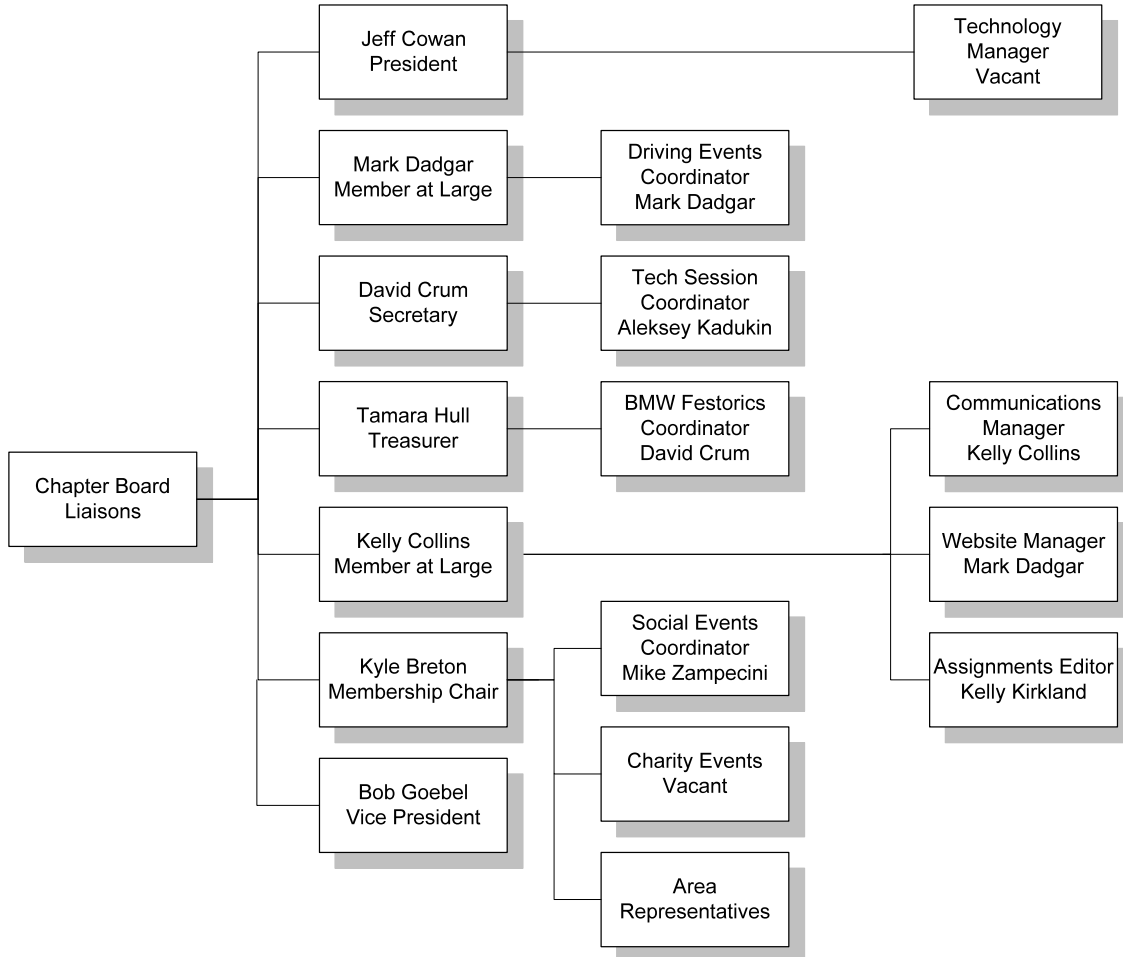 Jeff Cowan
President
Technology
Manager
Vacant
Mark Dadgar
Member at Large
Driving Events
Coordinator
Mark Dadgar
David Crum
Secretary
Tech Session
Coordinator
Aleksey Kadukin
Tamara Hull
Treasurer
BMW Festorics
Coordinator
David Crum
Communications
Manager
Kelly Collins
Chapter Board
Liaisons
Kelly Collins
Member at Large
Website Manager
Mark Dadgar
Kyle Breton
Membership Chair
Social Events
Coordinator
Mike Zampecini
Assignments Editor
Kelly Kirkland
Charity Events
Vacant
Bob Goebel
Vice President
Area
Representatives